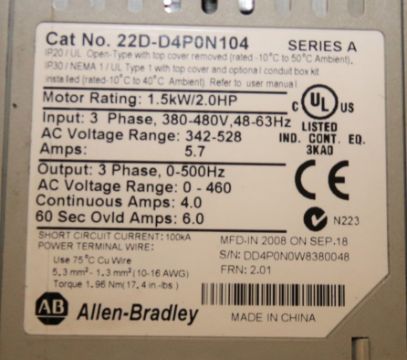 Cat No. 22D-D4P0N104 SERIES A
IP20 / UL Open-Type with top cover removed (rated -10°C to 50°C Ambient).
IP30 / NEMA 1 / UL Type 1 with top cover and optional conduit box kit
installed (rated-10°C to 40°C Ambient) Refer to user manual
Motor Rating: 1.5kW/2.0HP
Input: 3 Phase, 380-480V, 48-63Hz
AC Voltage Range: 342-528
Amps: 5.7
C UL US
LISTED
IND. CONT. EQ.
3KA0
Output: 3 Phase, 0-500Hz
AC Voltage Range: 0 - 460
Continuous Amps: 4.0
60 Sec Ovld Amps: 6.0
CE
N223
SHORT CIRCUIT CURRENT: 100kA
POWER TERMINAL WIRE:
Use 75°C Cu Wire
5.3 mm² - 1.3 mm² (10-16 AWG)
Torque 1.96 Nm (17.4 in.-lbs)
MFD-IN 2008 ON SEP.18
S/N: DD4P0N0W8380048
FRN: 2.01
AB Allen-Bradley
MADE IN CHINA